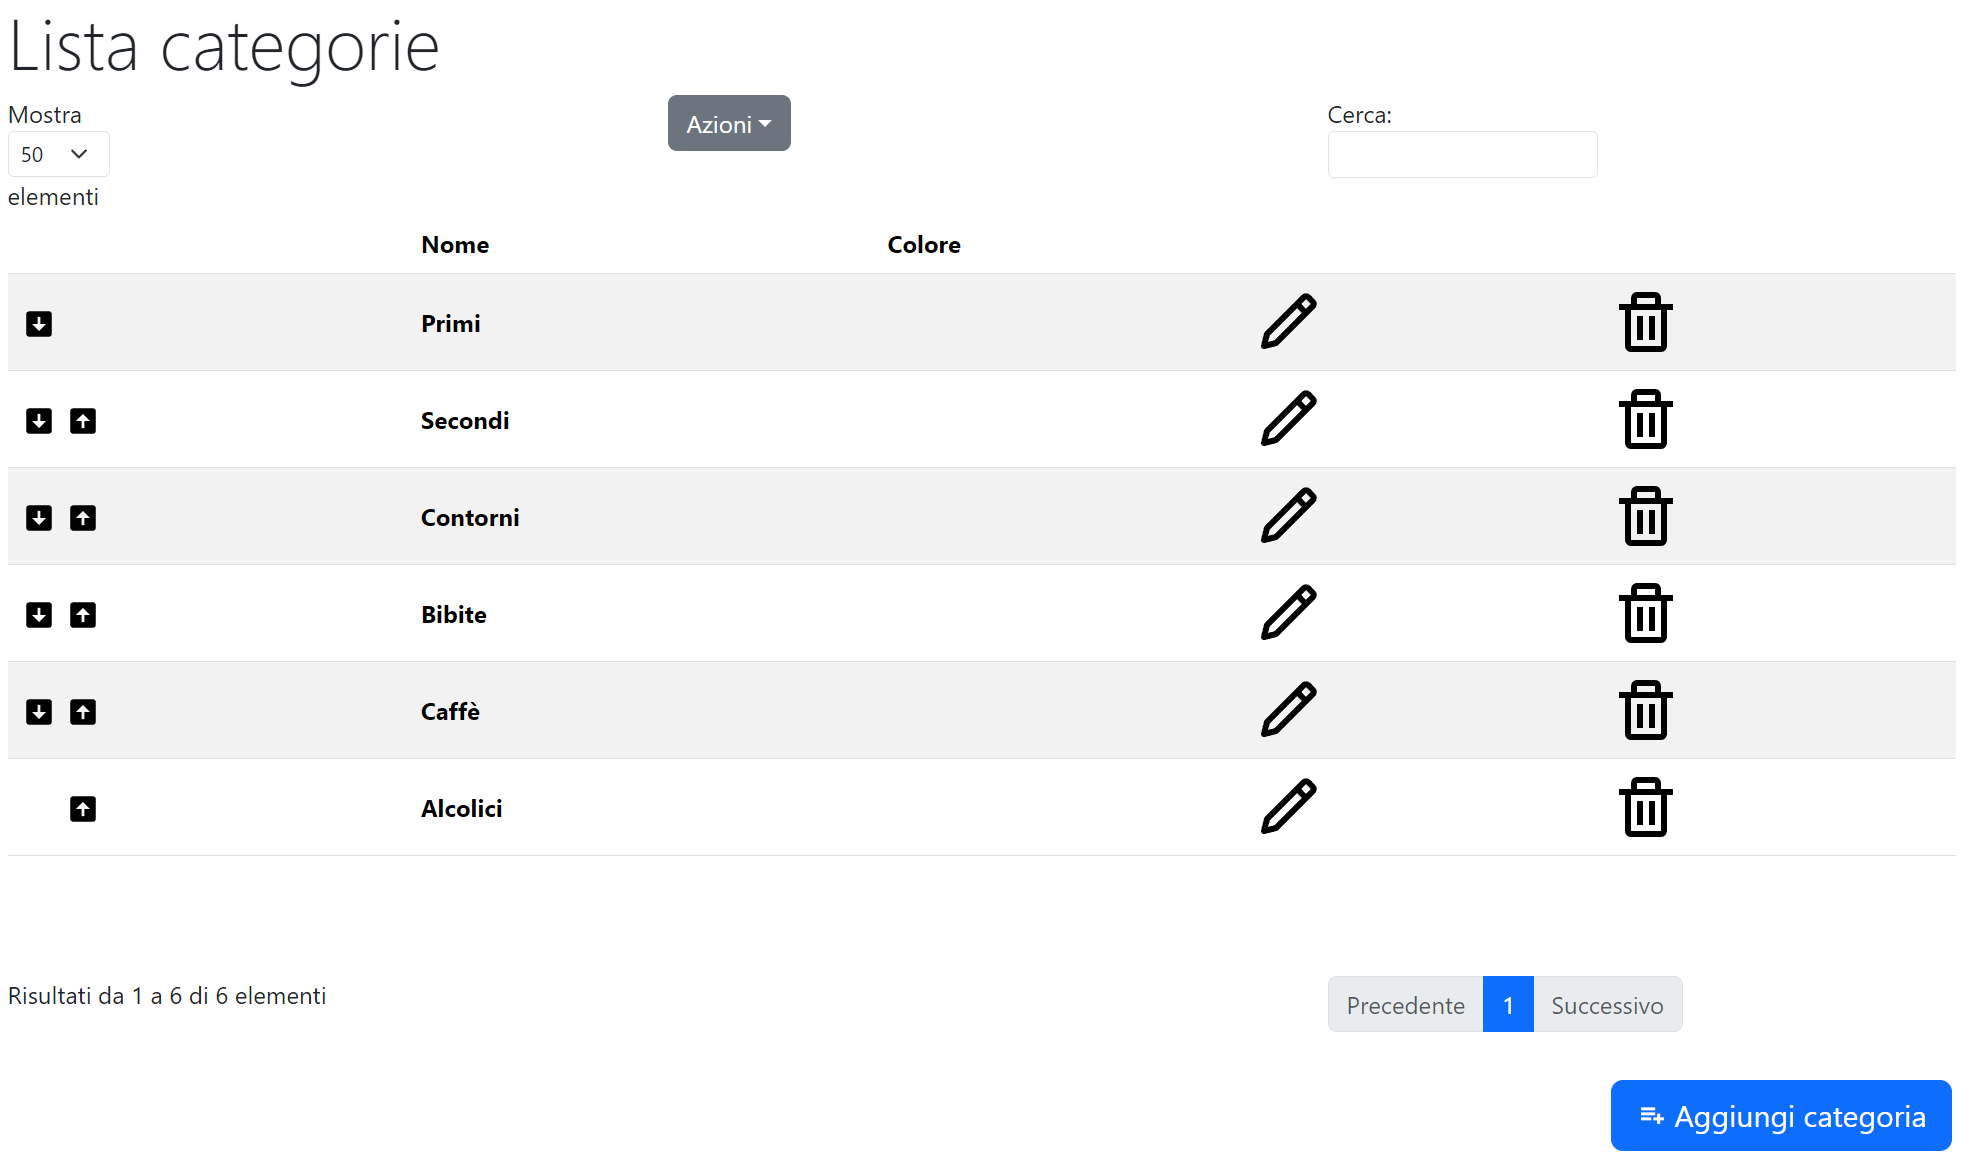 Lista categorie
Mostra
50
elementi
Azioni
Cerca:
Nome Colore
Primi
Secondi
Contorni
Bibite
Caffè
Alcolici
Risultati da 1 a 6 di 6 elementi
Precedente 1 Successivo
Aggiungi categoria